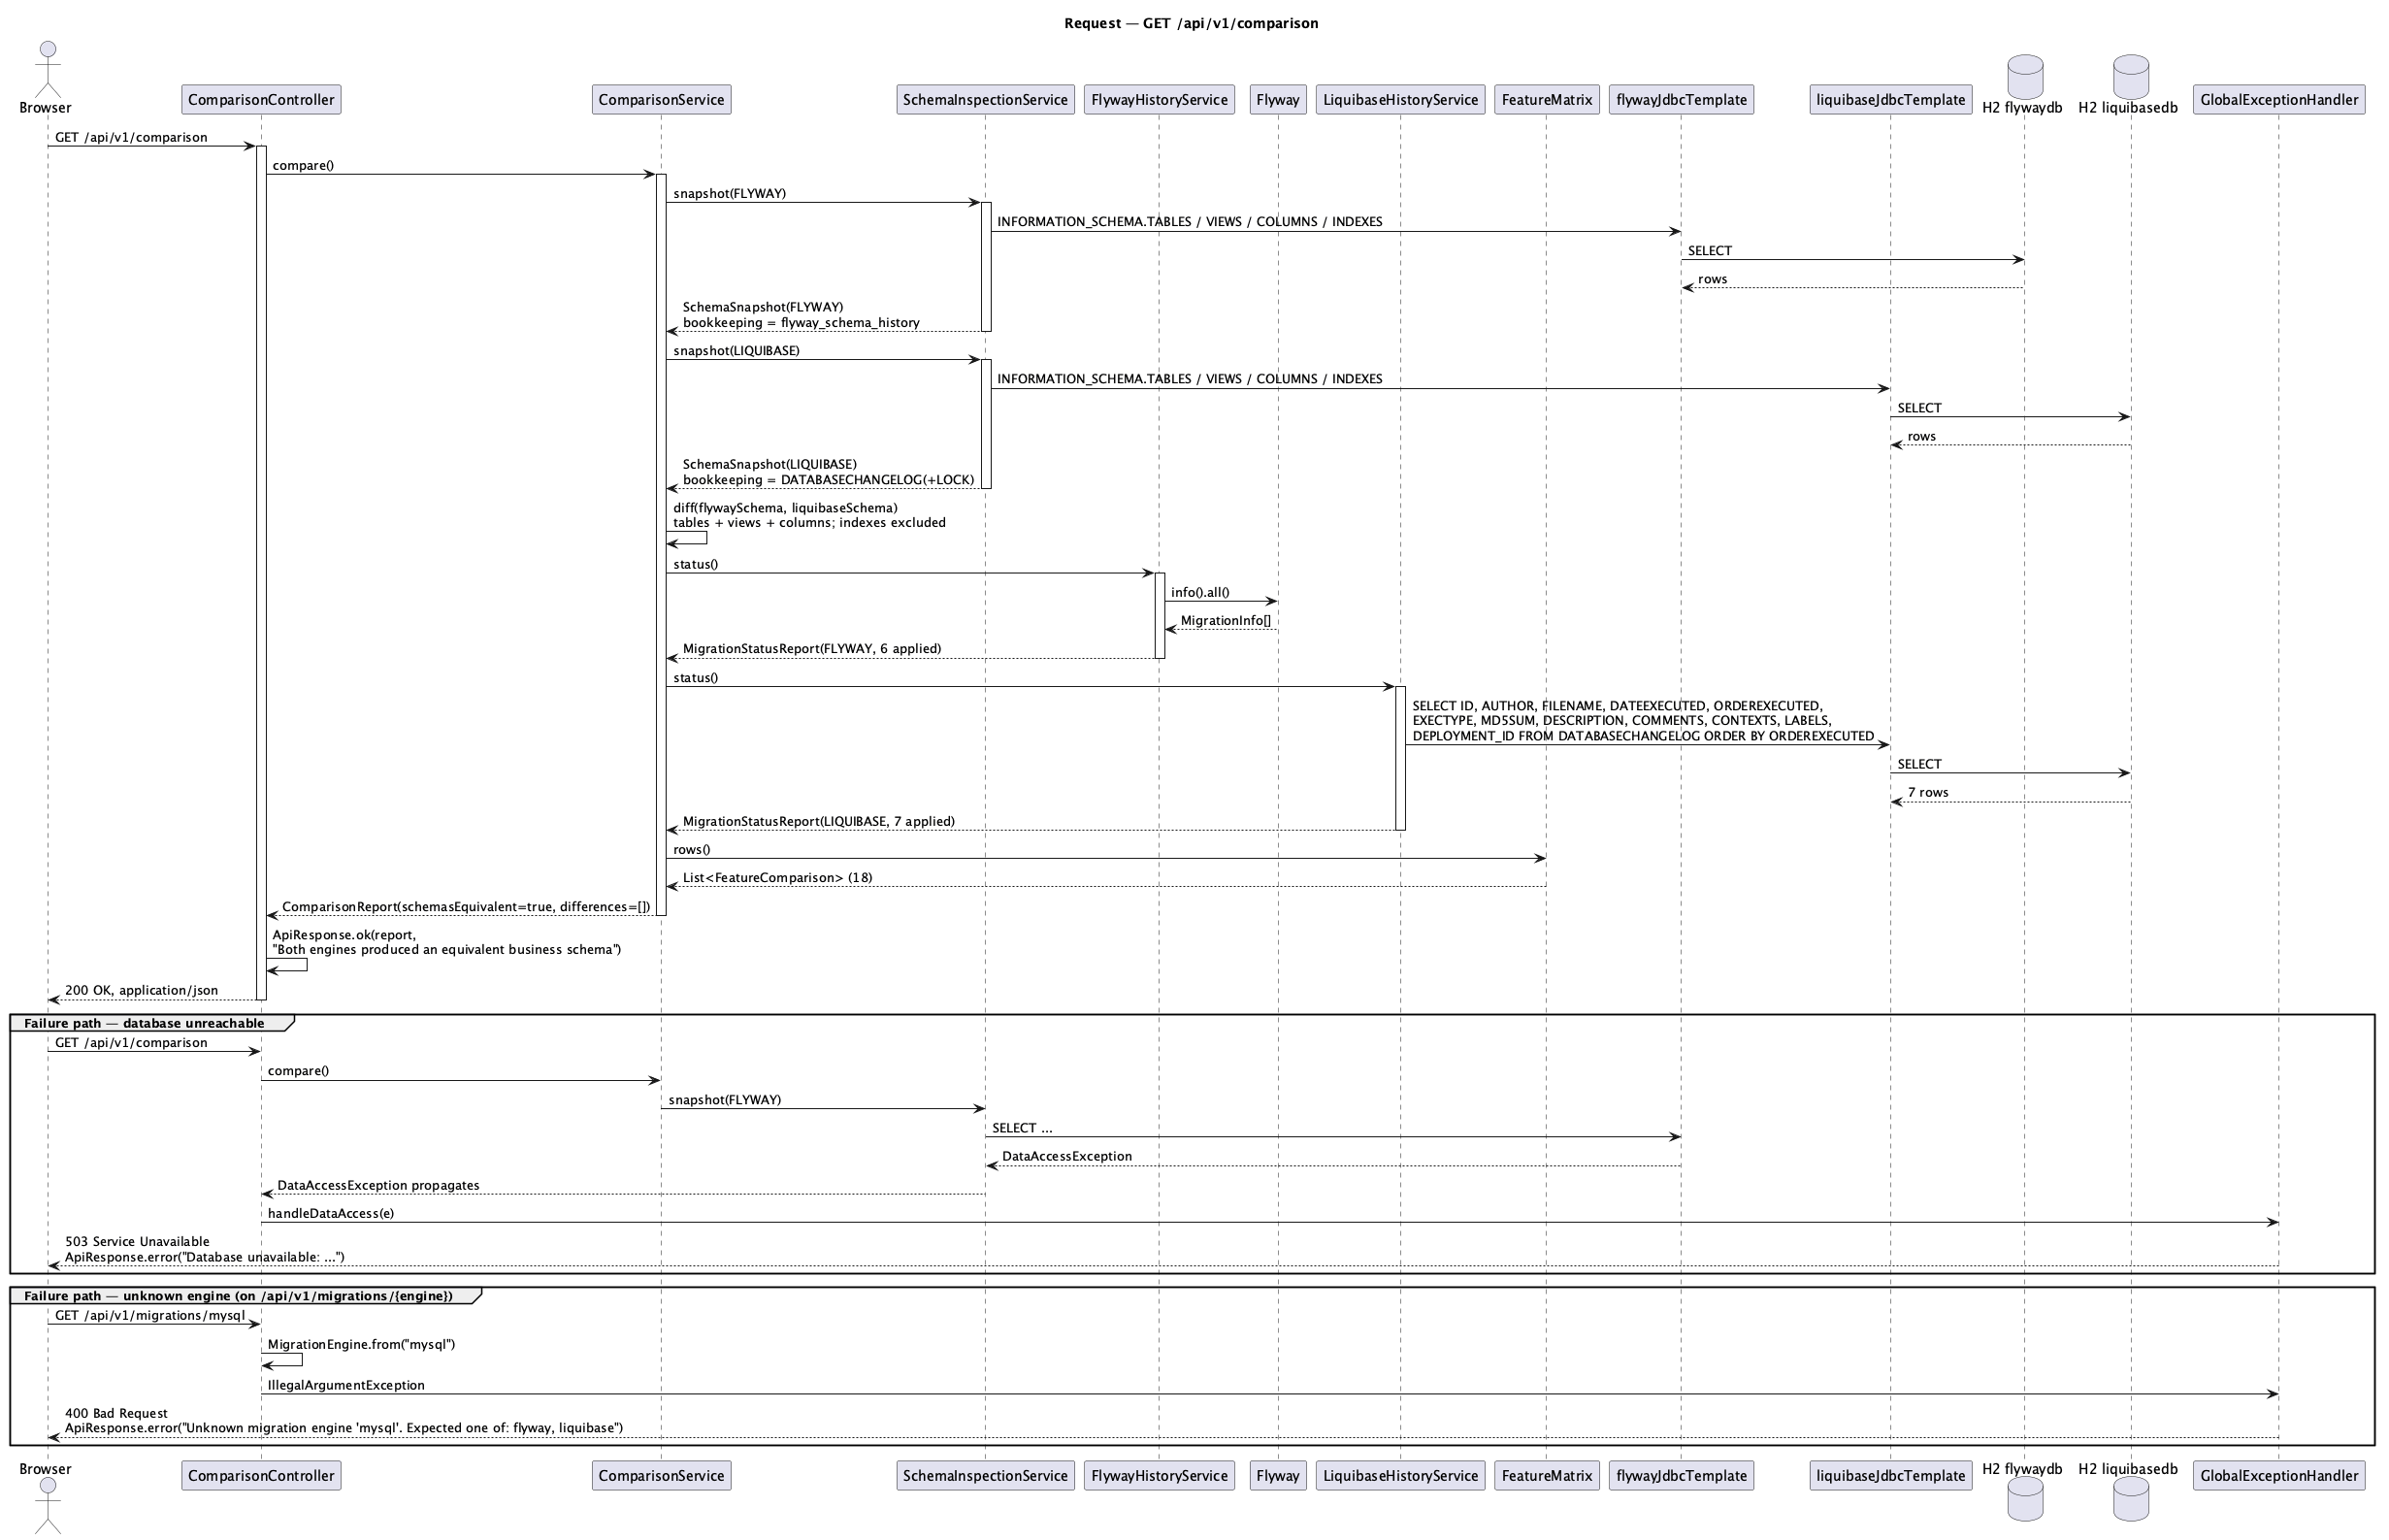 Request — GET /api/v1/comparison
Browser
ComparisonController
ComparisonService
SchemaInspectionService
FlywayHistoryService
Flyway
LiquibaseHistoryService
FeatureMatrix
flywayJdbcTemplate
liquibaseJdbcTemplate
H2 flywaydb
H2 liquibasedb
GlobalExceptionHandler
GET /api/v1/comparison
compare()
snapshot(FLYWAY)
INFORMATION_SCHEMA.TABLES / VIEWS / COLUMNS / INDEXES
SELECT
rows
SchemaSnapshot(FLYWAY)
bookkeeping = flyway_schema_history
snapshot(LIQUIBASE)
INFORMATION_SCHEMA.TABLES / VIEWS / COLUMNS / INDEXES
SELECT
rows
SchemaSnapshot(LIQUIBASE)
bookkeeping = DATABASECHANGELOG(+LOCK)
diff(flywaySchema, liquibaseSchema)
tables + views + columns; indexes excluded
status()
info().all()
MigrationInfo[]
MigrationStatusReport(FLYWAY, 6 applied)
status()
SELECT ID, AUTHOR, FILENAME, DATEEXECUTED, ORDEREXECUTED,
EXECTYPE, MD5SUM, DESCRIPTION, COMMENTS, CONTEXTS, LABELS,
DEPLOYMENT_ID FROM DATABASECHANGELOG ORDER BY ORDEREXECUTED
SELECT
7 rows
MigrationStatusReport(LIQUIBASE, 7 applied)
rows()
List<FeatureComparison> (18)
ComparisonReport(schemasEquivalent=true, differences=[])
ApiResponse.ok(report,
"Both engines produced an equivalent business schema")
200 OK, application/json
Failure path — database unreachable
GET /api/v1/comparison
compare()
snapshot(FLYWAY)
SELECT ...
DataAccessException
DataAccessException propagates
handleDataAccess(e)
503 Service Unavailable
ApiResponse.error("Database unavailable: ...")
Failure path — unknown engine (on /api/v1/migrations/{engine})
GET /api/v1/migrations/mysql
MigrationEngine.from("mysql")
IllegalArgumentException
400 Bad Request
ApiResponse.error("Unknown migration engine 'mysql'. Expected one of: flyway, liquibase")
Browser
ComparisonController
ComparisonService
SchemaInspectionService
FlywayHistoryService
Flyway
LiquibaseHistoryService
FeatureMatrix
flywayJdbcTemplate
liquibaseJdbcTemplate
H2 flywaydb
H2 liquibasedb
GlobalExceptionHandler